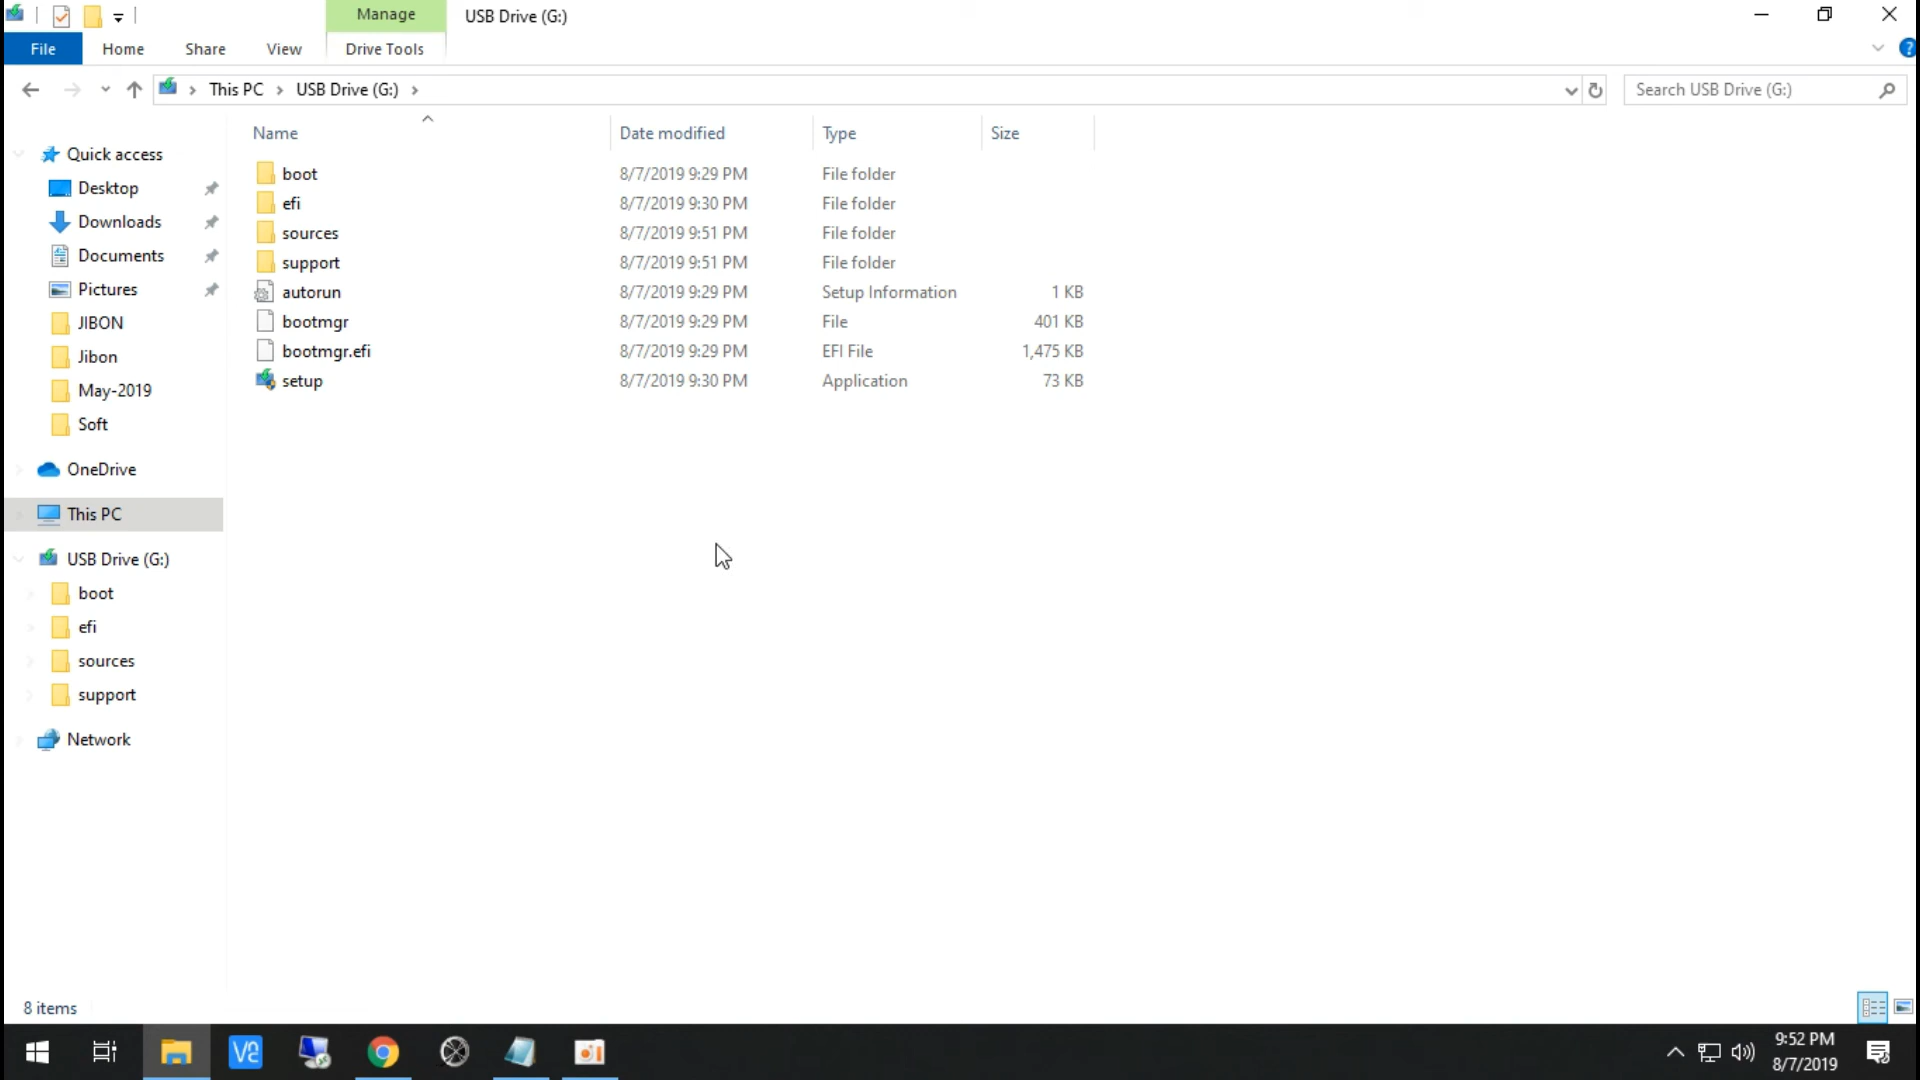 Manage
USB Drive (G:)
File
Home
Share
View
Drive Tools
?
This PC
USB Drive (G:)
Search USB Drive (G:)
Name
Date modified
Type
Size
Quick access
Desktop
Downloads
Documents
Pictures
JIBON
Jibon
May-2019
Soft
OneDrive
This PC
USB Drive (G:)
boot
efi
sources
support
Network
boot 8/7/2019 9:29 PM File folder
efi 8/7/2019 9:30 PM File folder
sources 8/7/2019 9:51 PM File folder
support 8/7/2019 9:51 PM File folder
autorun 8/7/2019 9:29 PM Setup Information 1 KB
bootmgr 8/7/2019 9:29 PM File 401 KB
bootmgr.efi 8/7/2019 9:29 PM EFI File 1,475 KB
setup 8/7/2019 9:30 PM Application 73 KB
8 items
9:52 PM
8/7/2019